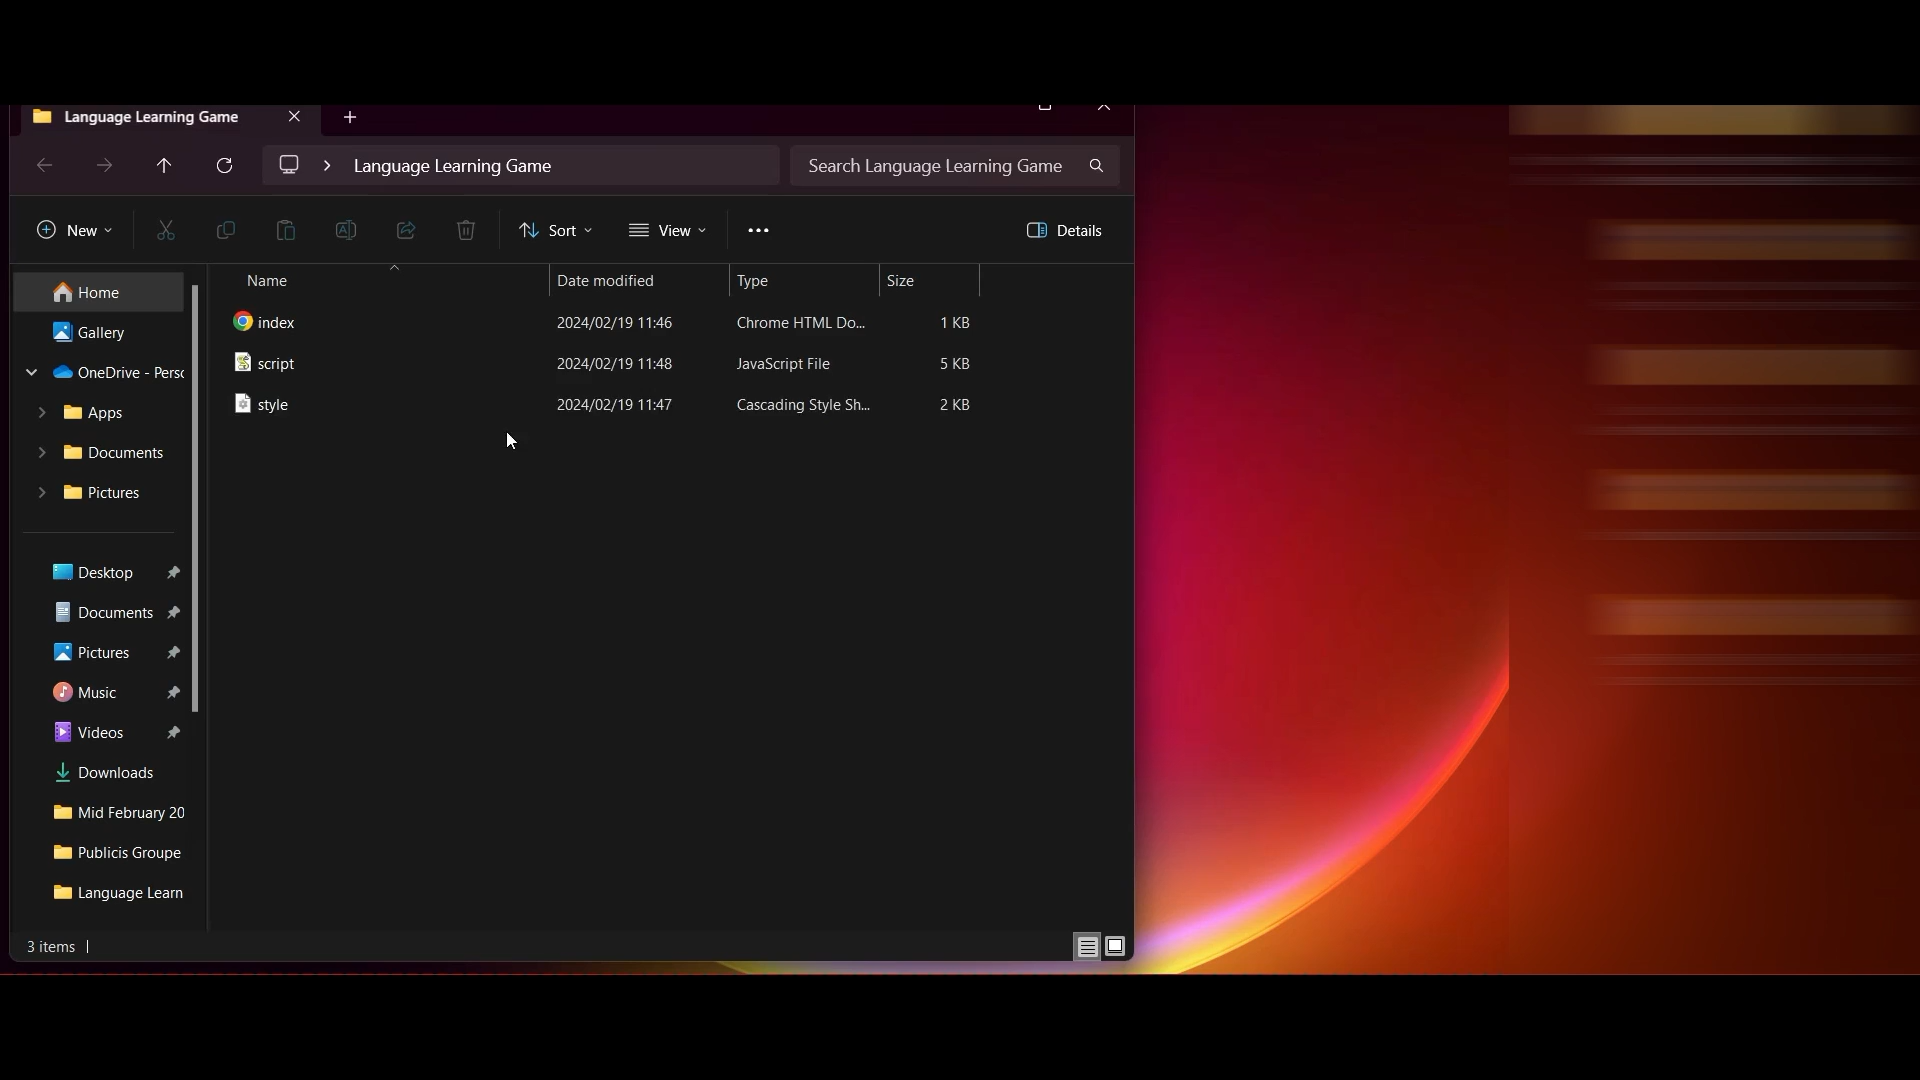 Language Learning Game
Language Learning Game
Search Language Learning Game
New
Sort
View
Details
Name
Date modified
Type
Size
Home
index
2024/02/19 11:46
Chrome HTML Do...
1 KB
Gallery
script
2024/02/19 11:48
JavaScript File
5 KB
OneDrive - Perso
style
2024/02/19 11:47
Cascading Style Sh...
2 KB
Apps
Documents
Pictures
Desktop
Documents
Pictures
Music
Videos
Downloads
Mid February 20
Publicis Groupe
Language Learn
3 items